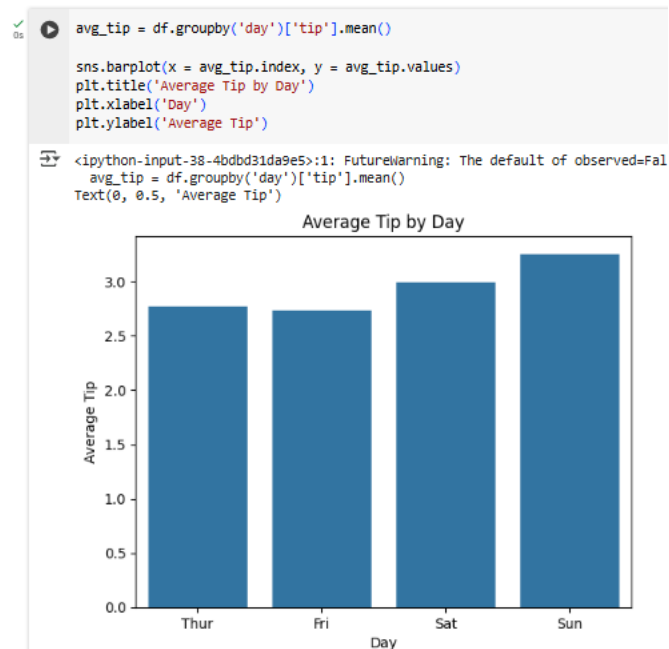 0s
avg_tip = df.groupby('day')['tip'].mean()
sns.barplot(x = avg_tip.index, y = avg_tip.values)
plt.title('Average Tip by Day')
plt.xlabel('Day')
plt.ylabel('Average Tip')
<ipython-input-38-4bdbd31da9e5>:1: FutureWarning: The default of observed=Fal
avg_tip = df.groupby('day')['tip'].mean()
Text(0, 0.5, 'Average Tip')
Average Tip by Day
3.0
2.5
2.0
1.5
1.0
0.5
0.0
Average Tip
Thur Fri Sat Sun
Day